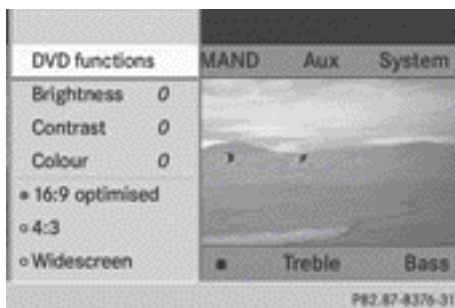 DVD functions MAND Aux System
Brightness 0
Contrast 0
Colour 0
16:9 optimised
4:3
Widescreen Treble Bass
P82.87-8376-31